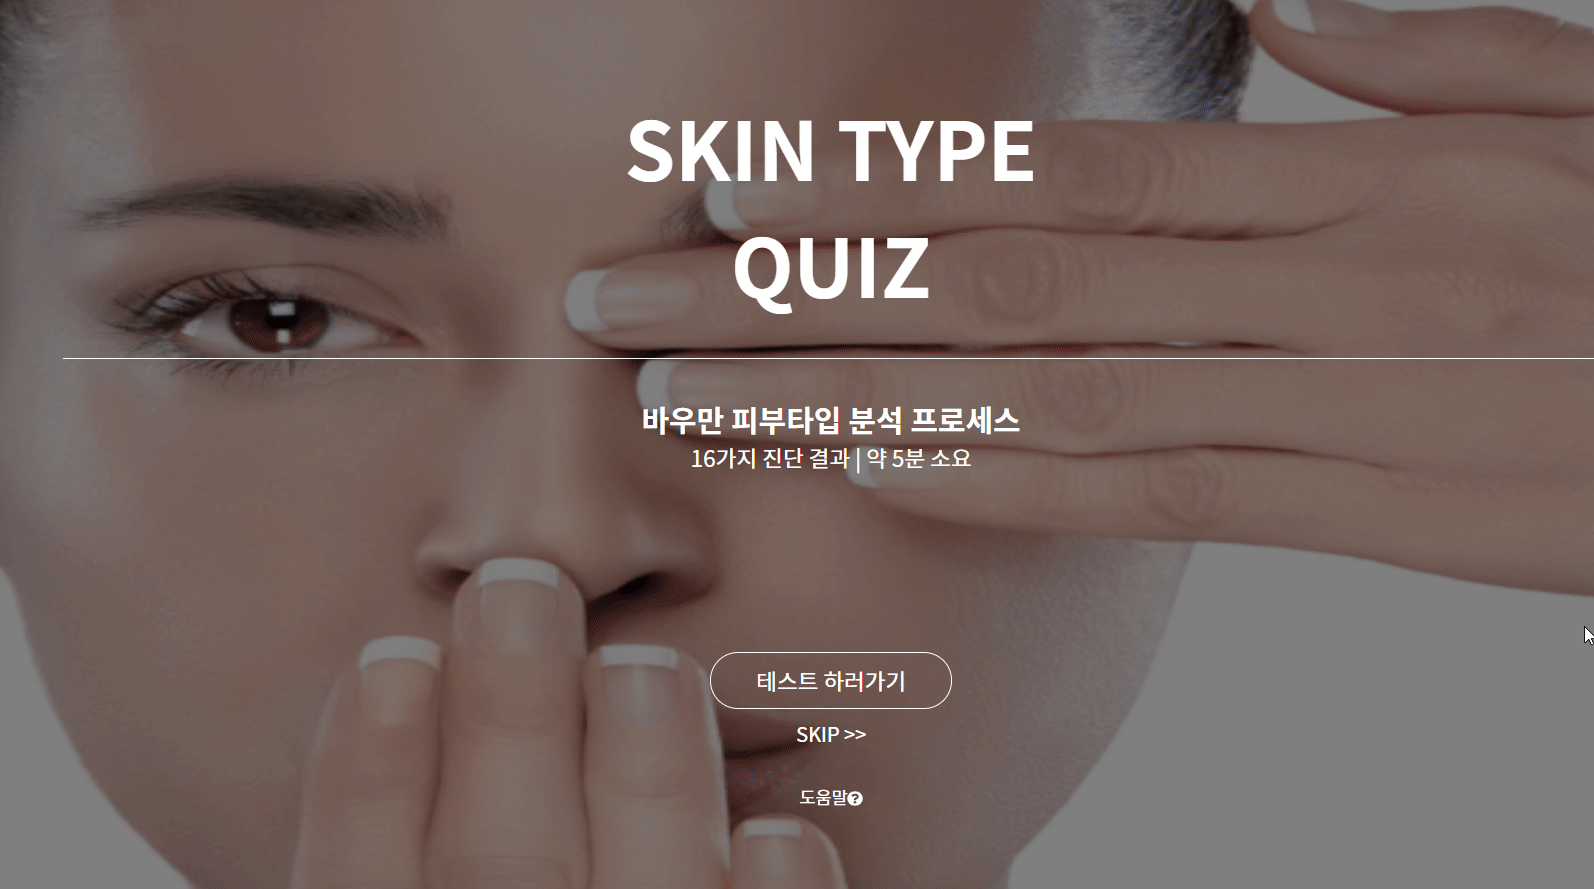 SKIN TYPE
QUIZ
바우만 피부타입 분석 프로세스
16가지 진단 결과 | 약 5분 소요
테스트 하러가기
SKIP >>
도움말?